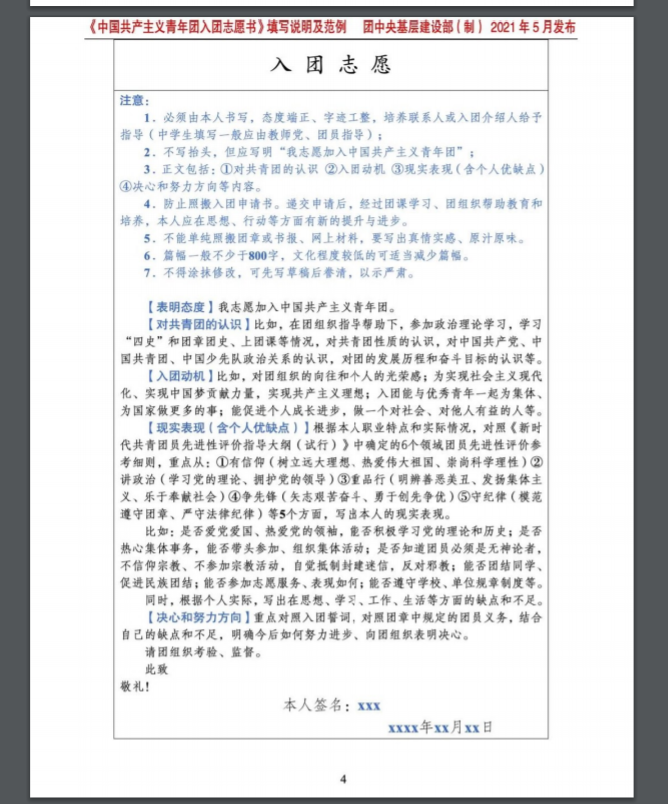 《中国共产主义青年团入团志愿书》填写说明及范例　团中央基层建设部（制） 2021年5月发布
入 团 志 愿
注意：
1．必须由本人书写，态度端正、字迹工整，培养联系人或入团介绍人给予
指导（中学生填写一般应由教师党、团员指导）；
2．不写抬头，但应写明“我志愿加入中国共产主义青年团”；
3．正文包括：①对共青团的认识 ②入团动机 ③现实表现（含个人优缺点）
④决心和努力方向等内容。
4．防止照搬入团申请书。递交申请后，经过团课学习、团组织帮助教育和
培养，本人应在思想、行动等方面有新的提升与进步。
5．不能单纯照搬团章或书报、网上材料，要写出真情实感、原汁原味。
6．篇幅一般不少于800字，文化程度较低的可适当减少篇幅。
7．不得涂抹修改，可先写草稿后誊清，以示严肃。
【表明态度】我志愿加入中国共产主义青年团。
【对共青团的认识】比如，在团组织指导帮助下，参加政治理论学习，学习
“四史”和团章团史、上团课等情况，对共青团性质的认识，对中国共产党、中
国共青团、中国少先队政治关系的认识，对团的发展历程和奋斗目标的认识等。
【入团动机】比如，对团组织的向往和个人的光荣感；为实现社会主义现代
化、实现中国梦贡献力量，实现共产主义理想；入团能与优秀青年一起为集体、
为国家做更多的事；能促进个人成长进步，做一个对社会、对他人有益的人等。
【现实表现（含个人优缺点）】根据本人职业特点和实际情况，对照《新时
代共青团员先进性评价指导大纲（试行）》中确定的6个领域团员先进性评价参
考细则，重点从：①有信仰（树立远大理想、热爱伟大祖国、崇尚科学理性）②
讲政治（学习党的理论、拥护党的领导）③重品行（明辨善恶美丑、发扬集体主
义、乐于奉献社会）④争先锋（矢志艰苦奋斗、勇于创先争优）⑤守纪律（模范
遵守团章、严守法律纪律）等5个方面，写出本人的现实表现。
比如：是否爱党爱国、热爱党的领袖，能否积极学习党的理论和历史；是否
热心集体事务，能否带头参加、组织集体活动；是否知道团员必须是无神论者，
不信仰宗教、不参加宗教活动，自觉抵制封建迷信，反对邪教；能否团结同学、
促进民族团结；能否参加志愿服务、表现如何；能否遵守学校、单位规章制度等。
同时，根据个人实际，写出在思想、学习、工作、生活等方面的缺点和不足。
【决心和努力方向】重点对照入团誓词，对照团章中规定的团员义务，结合
自己的缺点和不足，明确今后如何努力进步、向团组织表明决心。
请团组织考验、监督。
此致
敬礼！
本人签名：xxx
xxxx年xx月xx日
4